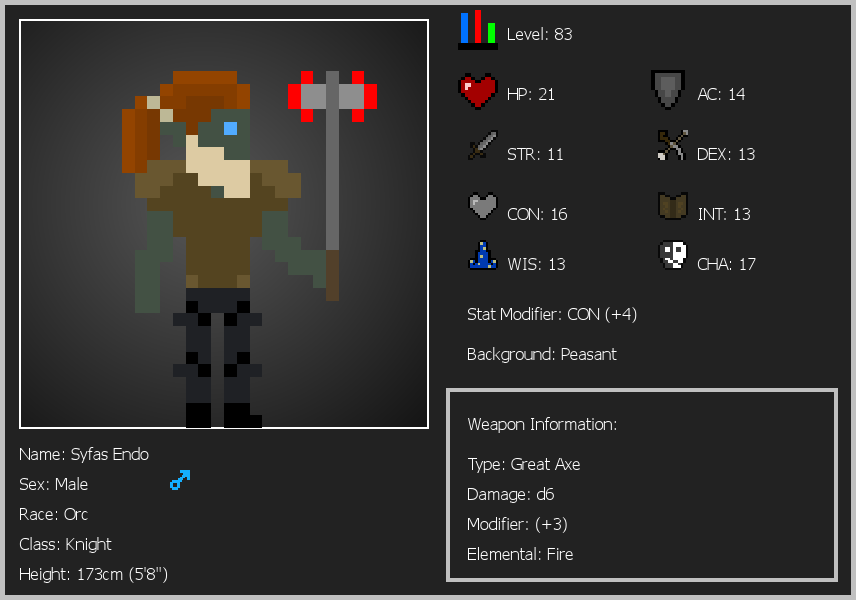 Level: 83
HP: 21
AC: 14
STR: 11
DEX: 13
CON: 16
INT: 13
WIS: 13
CHA: 17
Stat Modifier: CON (+4)
Background: Peasant
Weapon Information:
Type: Great Axe
Damage: d6
Modifier: (+3)
Elemental: Fire
Name: Syfas Endo
Sex: Male
Race: Orc
Class: Knight
Height: 173cm (5'8")